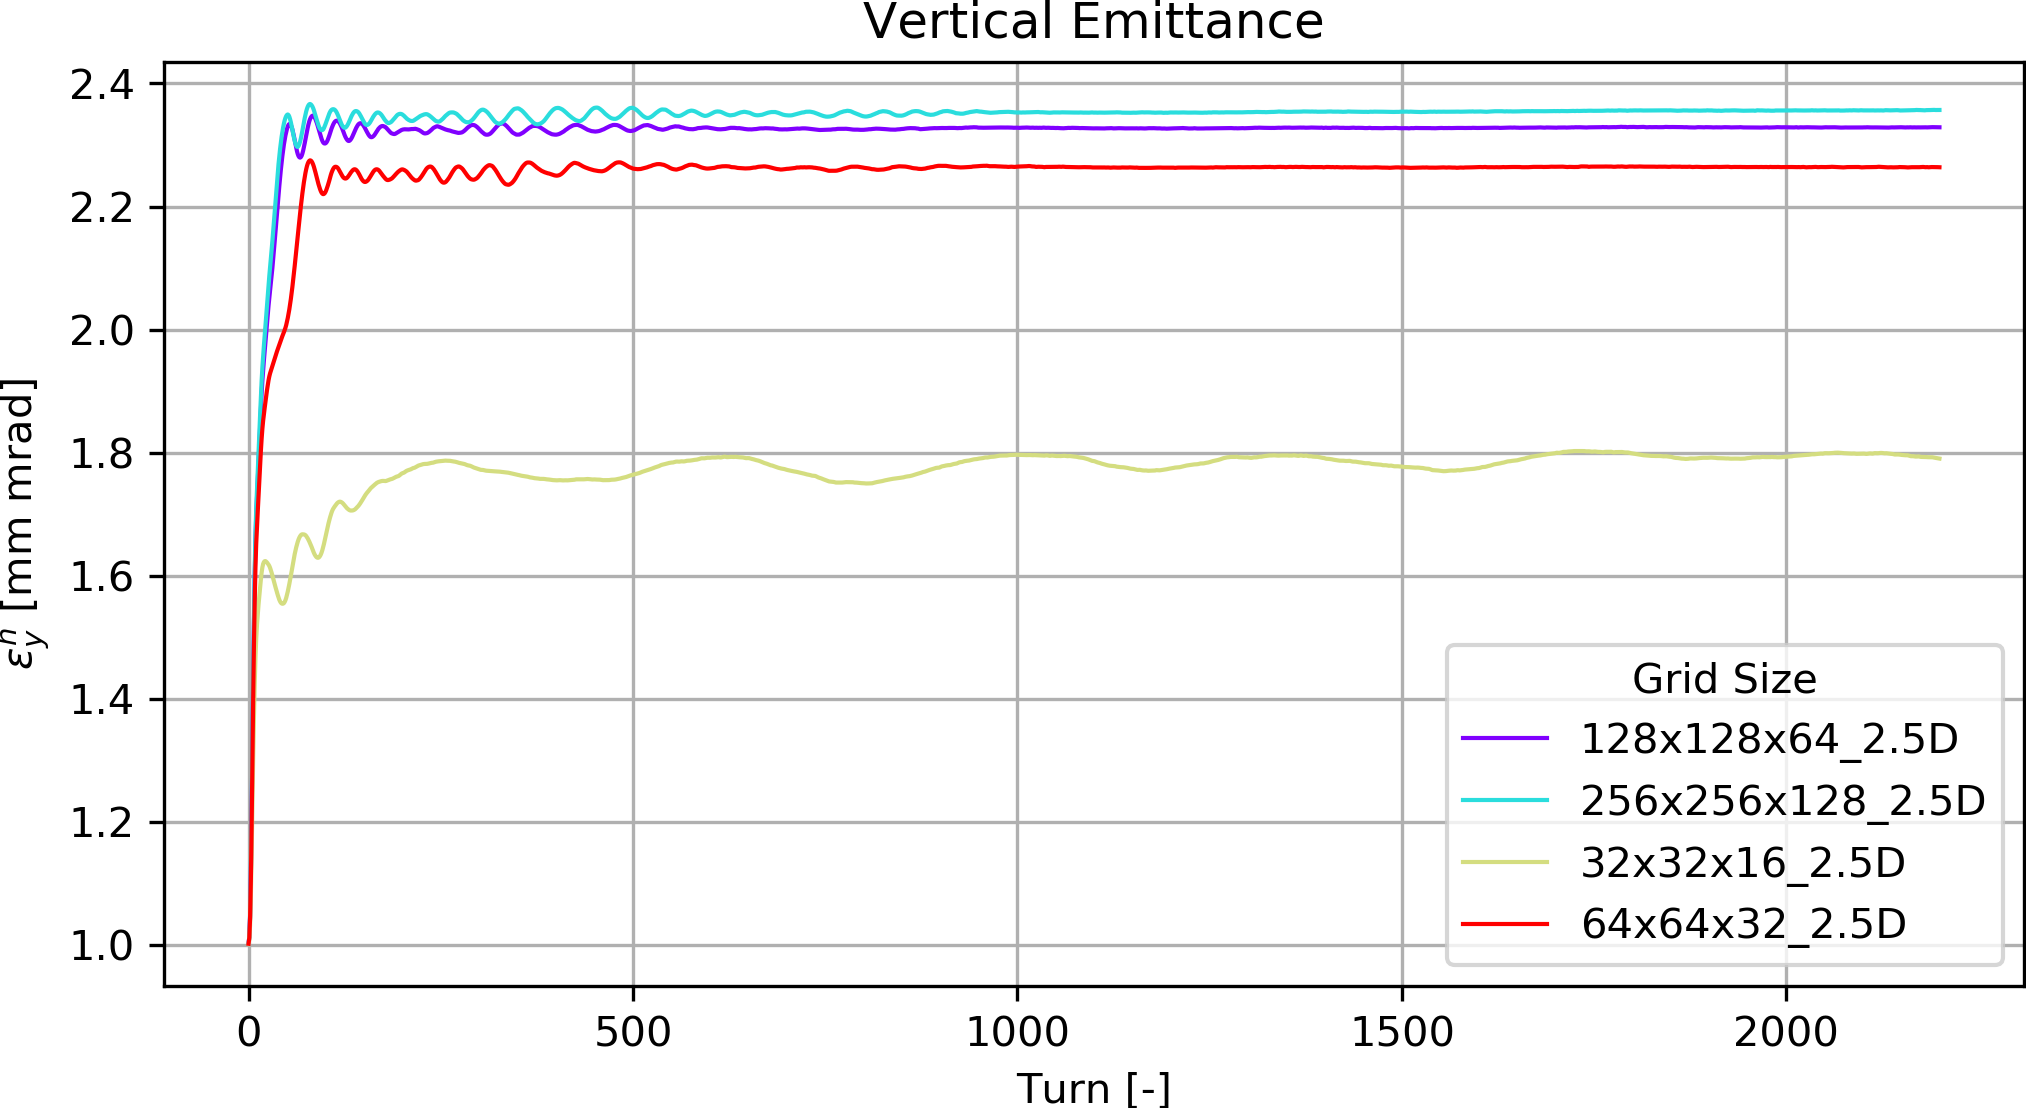 Vertical Emittance
2.4
2.2
2.0
1.8
1.6
1.4
1.2
1.0
εyⁿ [mm mrad]
0 500 1000 1500 2000
Turn [-]
Grid Size
128x128x64_2.5D
256x256x128_2.5D
32x32x16_2.5D
64x64x32_2.5D